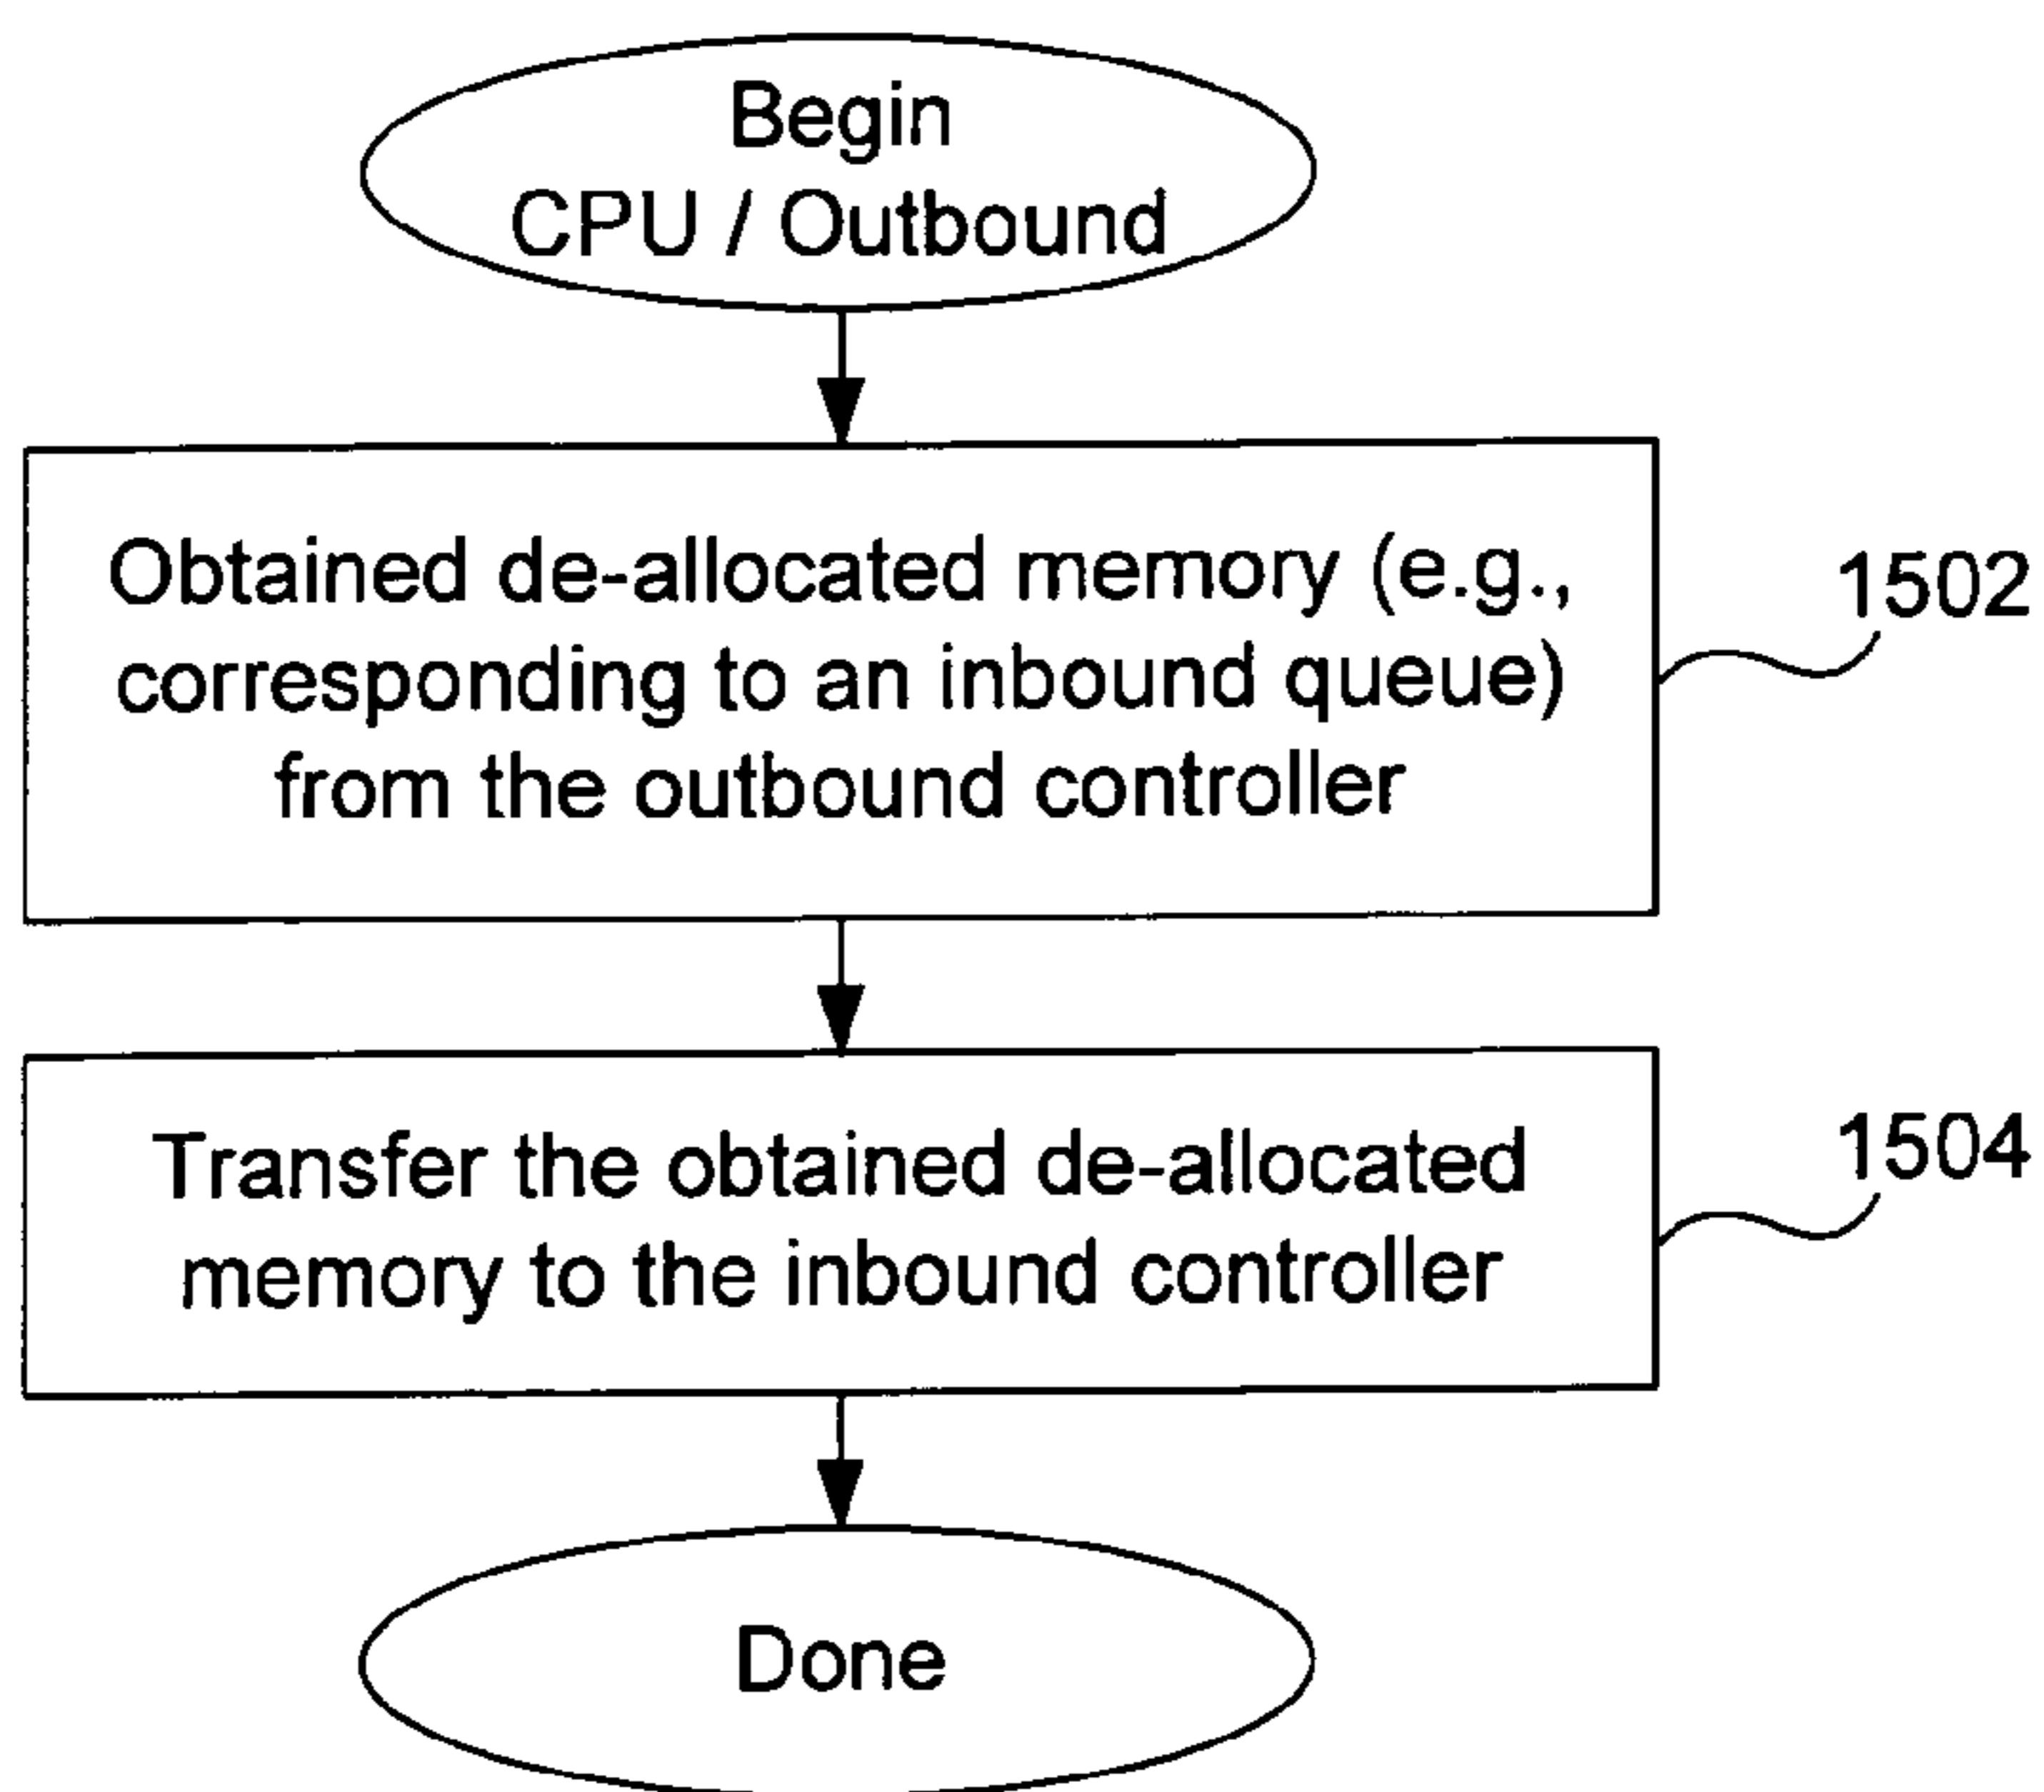 Begin
CPU / Outbound
Obtained de-allocated memory (e.g.,
corresponding to an inbound queue)
from the outbound controller
1502
Transfer the obtained de-allocated
memory to the inbound controller
1504
Done